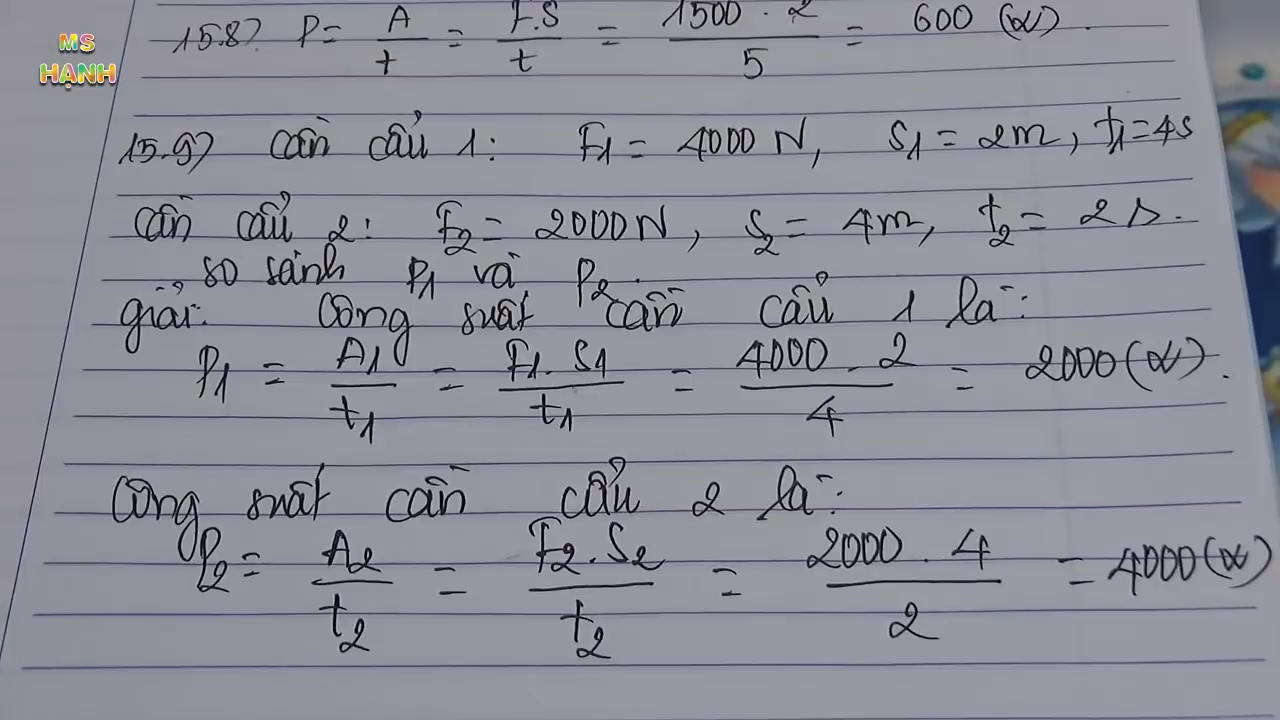 MS
HẠNH
15.8) P = A/t = F.S/t = 1500 . 2/5 = 600 (W).
15.9) Cần cẩu 1: F1 = 4000 N, S1 = 2m, t1 = 4s
Cần cẩu 2: F2 = 2000N, S2 = 4m, t2 = 2s.
so sánh P1 và P2.
giải: Công suất cần cẩu 1 là:
P1 = A1/t1 = F1. S1/t1 = 4000 . 2/4 = 2000 (W).
Công suất cần cẩu 2 là:
P2 = A2/t2 = F2. S2/t2 = 2000 . 4/2 = 4000 (W)